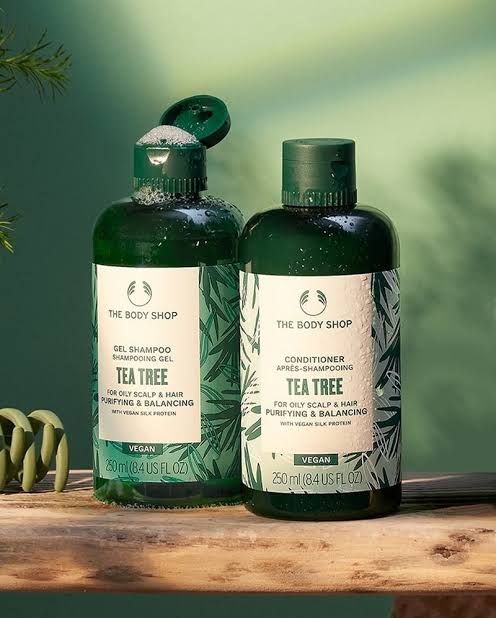 THE BODY SHOP
GEL SHAMPOO
SHAMPOOING GEL
TEA TREE
FOR OILY SCALP & HAIR
PURIFYING & BALANCING
WITH VEGAN SILK PROTEIN
VEGAN
250 ml (8.4 US FL OZ)
THE BODY SHOP
CONDITIONER
APRÈS-SHAMPOOING
TEA TREE
FOR OILY SCALP & HAIR
PURIFYING & BALANCING
WITH VEGAN SILK PROTEIN
VEGAN
250 ml (8.4 US FL OZ)